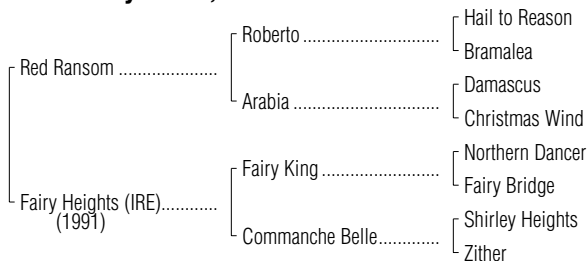 Roberto
Hail to Reason
Bramalea
Red Ransom
Arabia
Damascus
Christmas Wind
Fairy King
Northern Dancer
Fairy Bridge
Fairy Heights (IRE)
(1991)
Commanche Belle
Shirley Heights
Zither